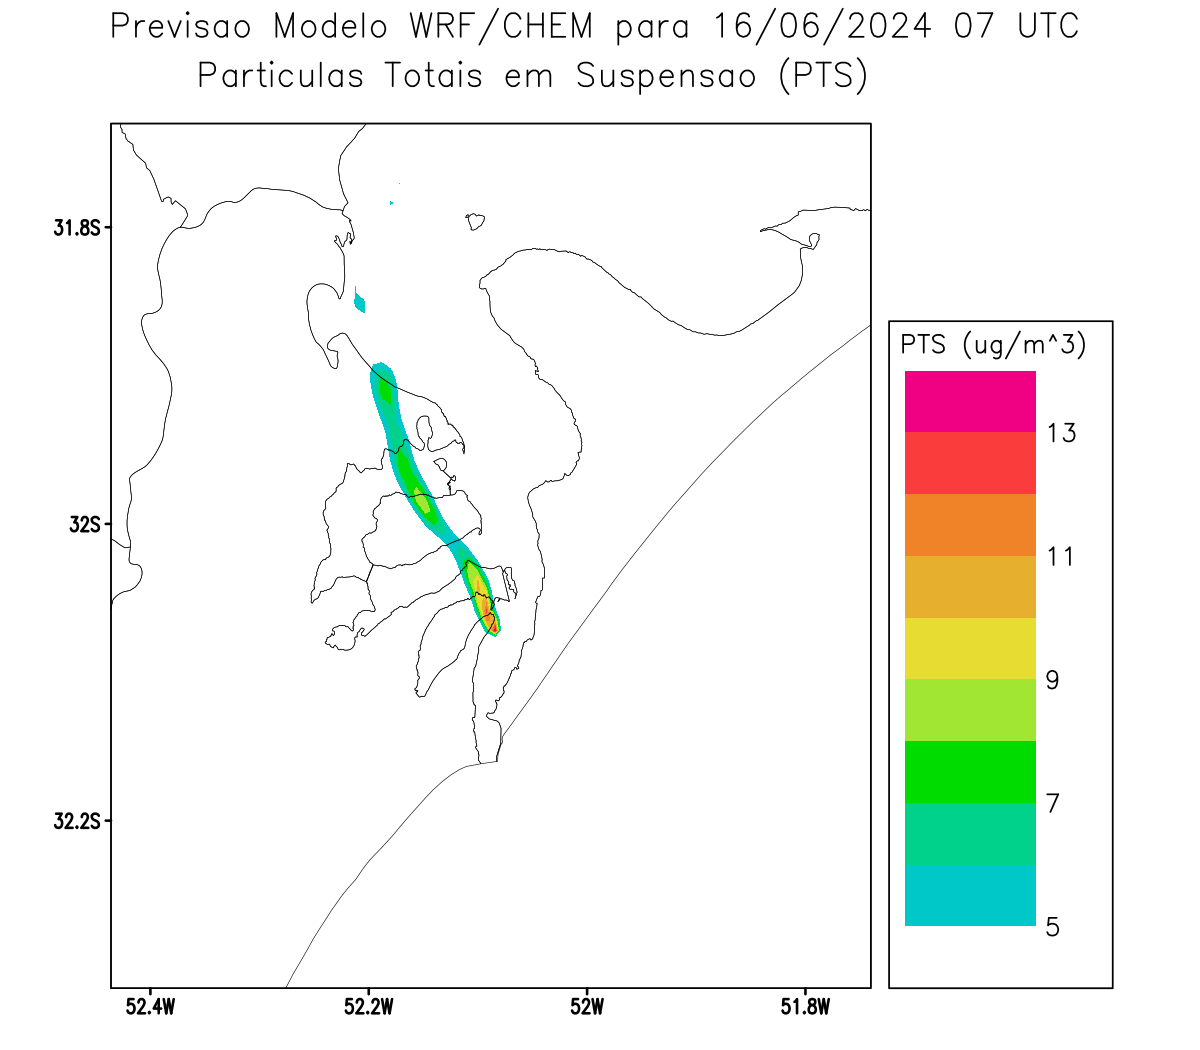 Previsao Modelo WRF/CHEM para 16/06/2024 07 UTC
Particulas Totais em Suspensao (PTS)
31.8S
32S
32.2S
52.4W
52.2W
52W
51.8W
PTS (ug/m^3)
13
11
9
7
5